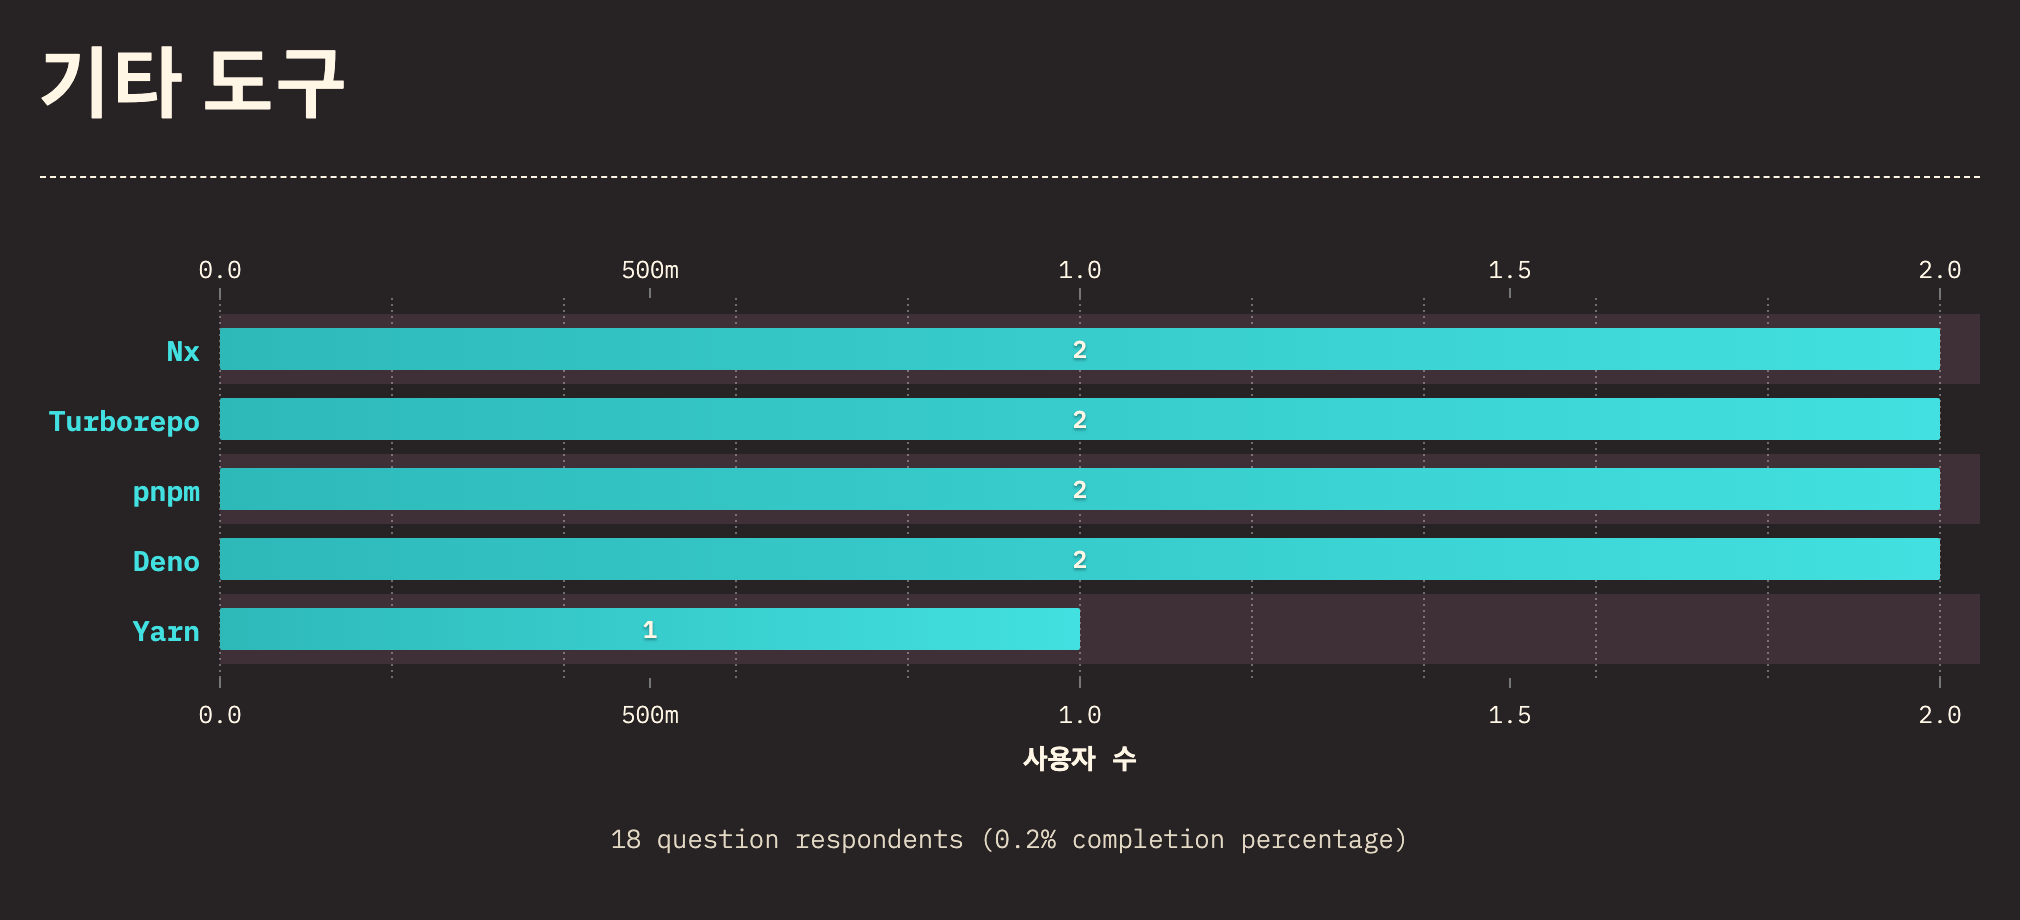 기타 도구
0.0 500m 1.0 1.5 2.0
Nx 2
Turborepo 2
pnpm 2
Deno 2
Yarn 1
0.0 500m 1.0 1.5 2.0
사용자 수
18 question respondents (0.2% completion percentage)